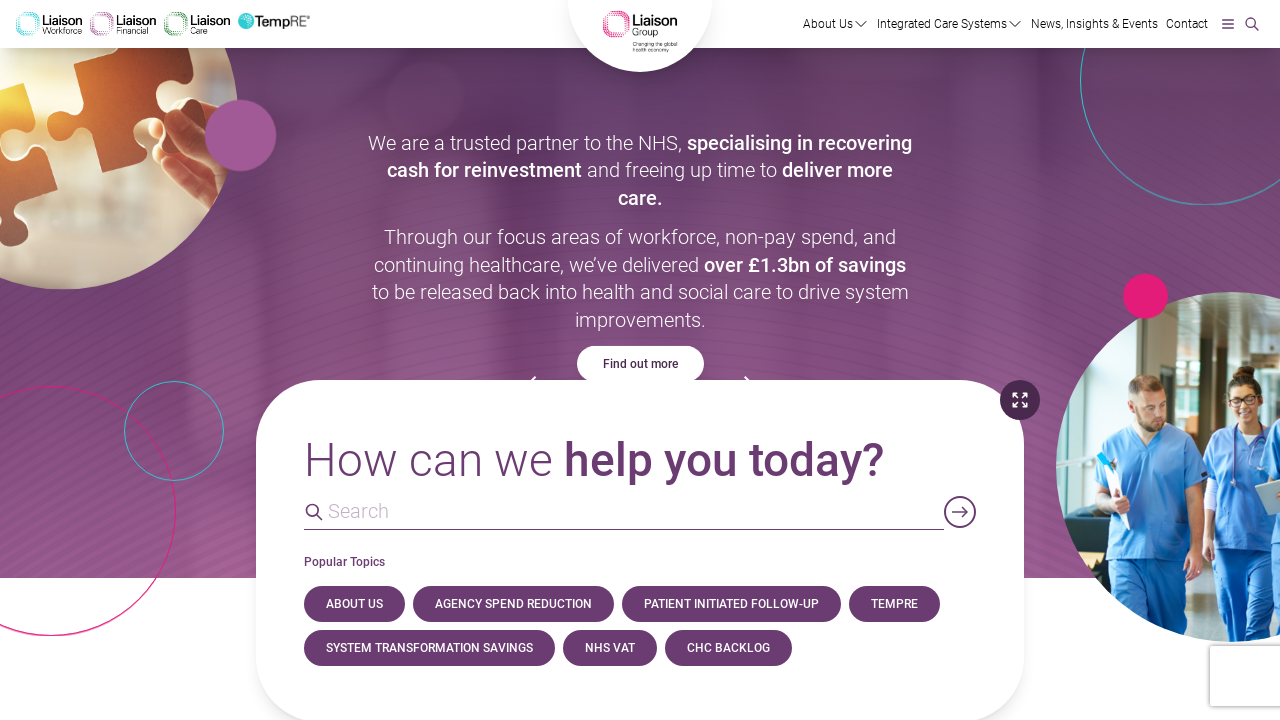 Liaison Workforce
Liaison Financial
Liaison Care
TempRE
Liaison Group
Changing the global health economy
About Us
Integrated Care Systems
News, Insights & Events
Contact
We are a trusted partner to the NHS, specialising in recovering
cash for reinvestment and freeing up time to deliver more
care.
Through our focus areas of workforce, non-pay spend, and
continuing healthcare, we’ve delivered over £1.3bn of savings
to be released back into health and social care to drive system
improvements.
Find out more
How can we help you today?
Search
Popular Topics
ABOUT US
AGENCY SPEND REDUCTION
PATIENT INITIATED FOLLOW-UP
TEMPRE
SYSTEM TRANSFORMATION SAVINGS
NHS VAT
CHC BACKLOG